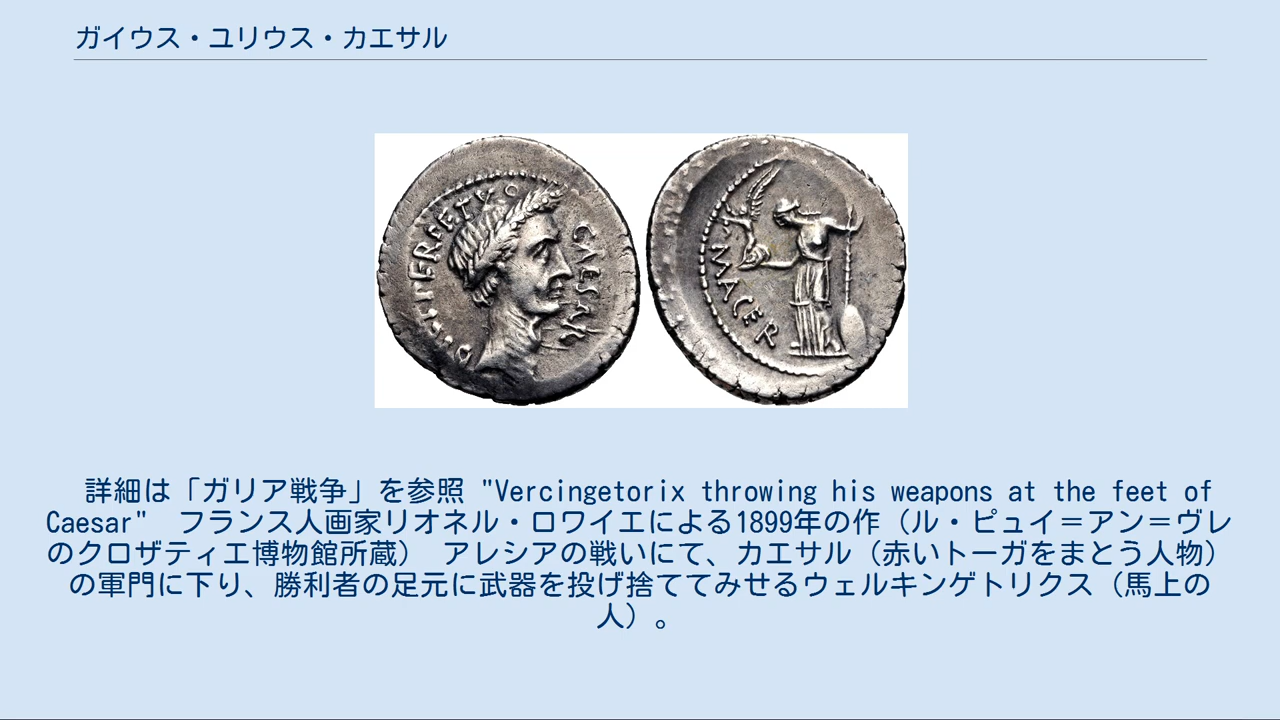 ガイウス・ユリウス・カエサル
CAESAR
MACER
詳細は「ガリア戦争」を参照 "Vercingetorix throwing his weapons at the feet of
Caesar"　フランス人画家リオネル・ロワイエによる1899年の作（ル・ピュイ＝アン＝ヴレ
のクロザティエ博物館所蔵）　アレシアの戦いにて、カエサル（赤いトーガをまとう人物）
の軍門に下り、勝利者の足元に武器を投げ捨ててみせるウェルキンゲトリクス（馬上の
人）。